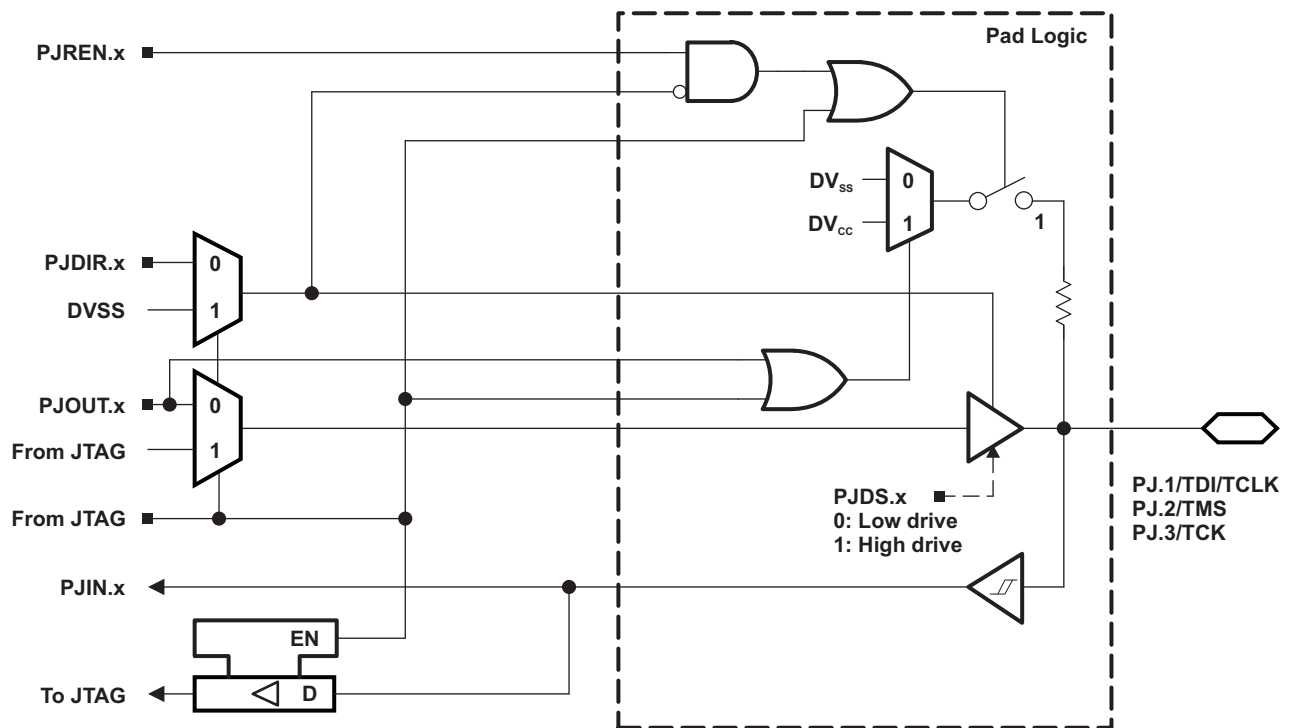 Pad Logic
PJREN.x
DVSS
0
DVCC
1
1
PJDIR.x
0
DVSS
1
PJOUT.x
0
From JTAG
1
PJDS.x
0: Low drive
1: High drive
PJ.1/TDI/TCLK
PJ.2/TMS
PJ.3/TCK
From JTAG
PJIN.x
EN
To JTAG
D